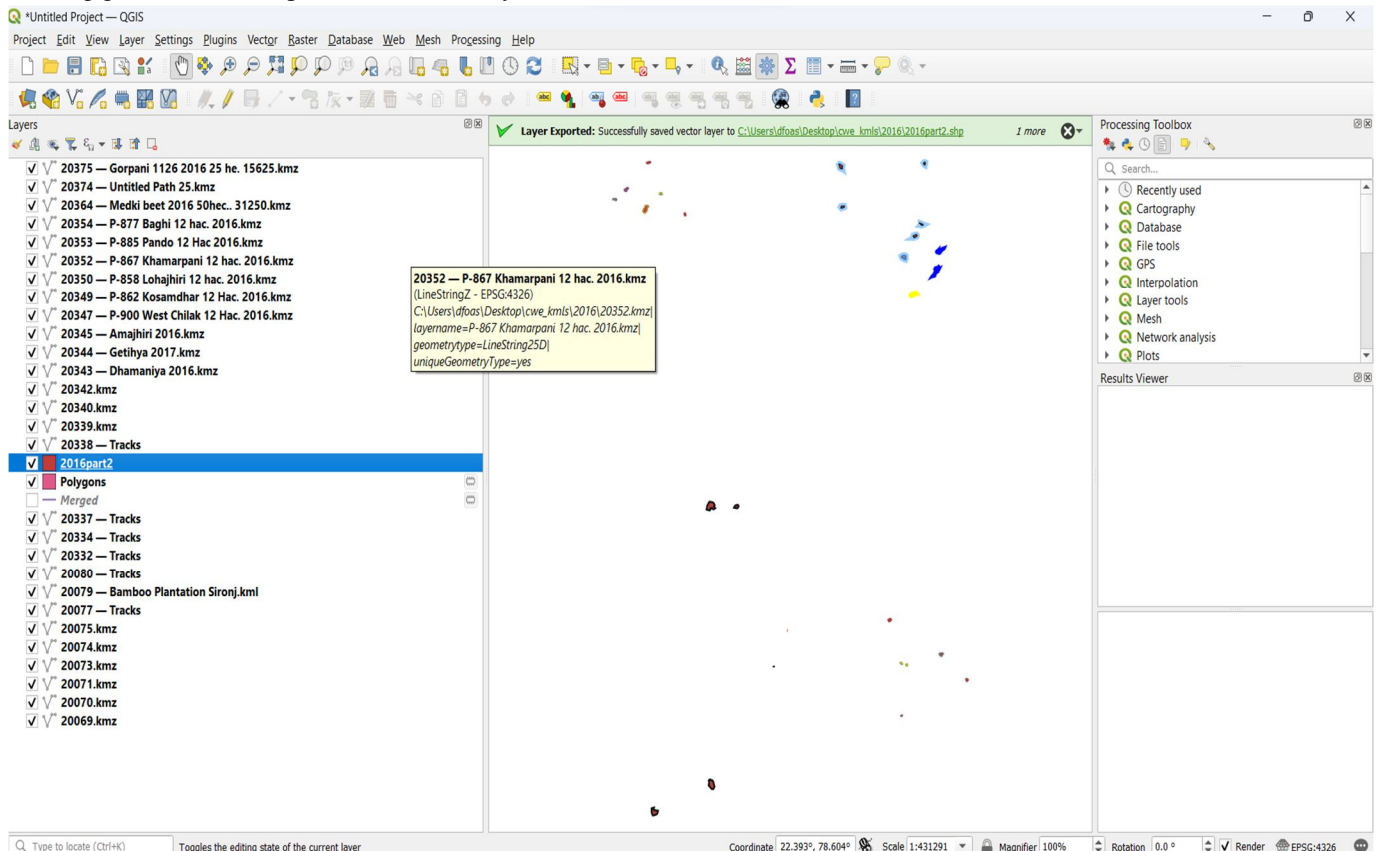 *Untitled Project — QGIS
Project Edit View Layer Settings Plugins Vector Raster Database Web Mesh Processing Help
Layers
20375 — Gorpani 1126 2016 25 he. 15625.kmz
20374 — Untitled Path 25.kmz
20364 — Medki beet 2016 50hec.. 31250.kmz
20354 — P-877 Baghi 12 hac. 2016.kmz
20353 — P-885 Pando 12 Hac 2016.kmz
20352 — P-867 Khamarpani 12 hac. 2016.kmz
20350 — P-858 Lohajhiri 12 hac. 2016.kmz
20349 — P-862 Kosamdhar 12 Hac. 2016.kmz
20347 — P-900 West Chilak 12 Hac. 2016.kmz
20345 — Amajhiri 2016.kmz
20344 — Getihya 2017.kmz
20343 — Dhamaniya 2016.kmz
20342.kmz
20340.kmz
20339.kmz
20338 — Tracks
2016part2
Polygons
Merged
20337 — Tracks
20334 — Tracks
20332 — Tracks
20080 — Tracks
20079 — Bamboo Plantation Sironj.kml
20077 — Tracks
20075.kmz
20074.kmz
20073.kmz
20071.kmz
20070.kmz
20069.kmz
Layer Exported: Successfully saved vector layer to C:\Users\dfoas\Desktop\cwe_kmls\2016\2016part2.shp 1 more
20352 — P-867 Khamarpani 12 hac. 2016.kmz
(LineStringZ - EPSG:4326)
C:\Users\dfoas\Desktop\cwe_kmls\2016\20352.kmz|
layername=P-867 Khamarpani 12 hac. 2016.kmz|
geometrytype=LineString25D|
uniqueGeometryType=yes
Processing Toolbox
Search...
Recently used
Cartography
Database
File tools
GPS
Interpolation
Layer tools
Mesh
Network analysis
Plots
Results Viewer
Type to locate (Ctrl+K) Toggles the editing state of the current layer Coordinate 22.393°, 78.604° Scale 1:431291 Magnifier 100% Rotation 0.0 ° Render EPSG:4326